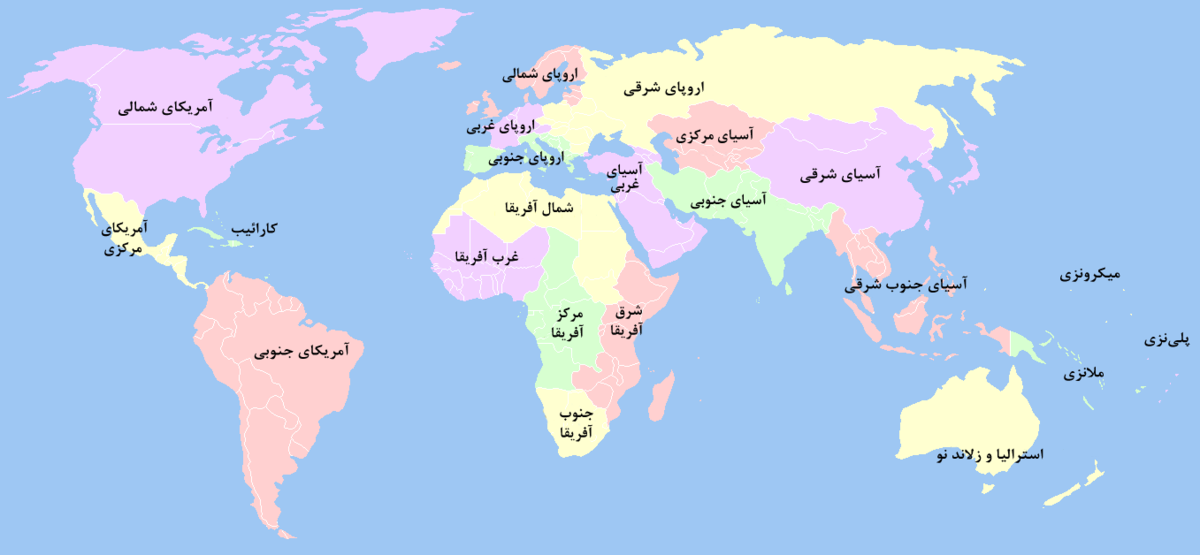 اروپای شمالی
اروپای شرقی
آمریکای شمالی
اروپای غربی
آسیای مرکزی
اروپای جنوبی
آسیای
غربی
آسیای شرقی
آسیای جنوبی
شمال آفریقا
آمریکای
مرکزی
کارائیب
غرب آفریقا
میکرونزی
آسیای جنوب شرقی
مرکز
آفریقا
شرق
آفریقا
پلی‌نزی
آمریکای جنوبی
ملانزی
جنوب
آفریقا
استرالیا و زلاند نو